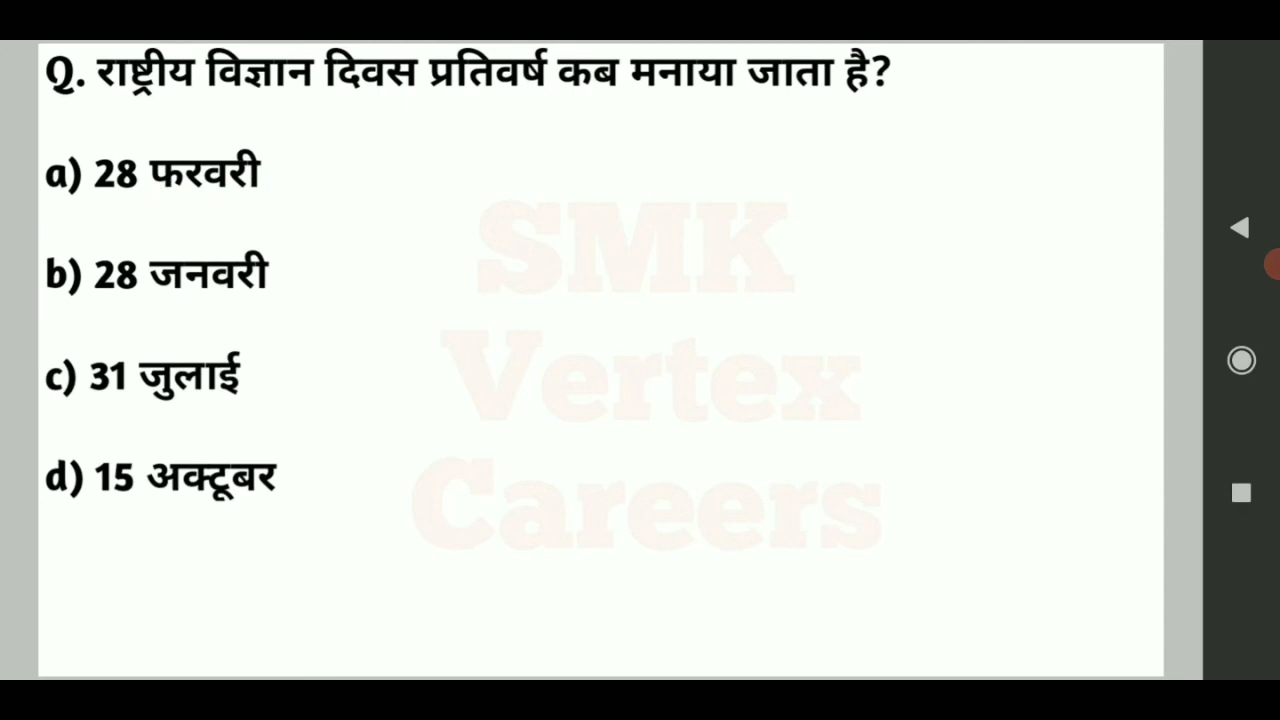 Q. राष्ट्रीय विज्ञान दिवस प्रतिवर्ष कब मनाया जाता है?
a) 28 फरवरी
b) 28 जनवरी
c) 31 जुलाई
d) 15 अक्टूबर
SMK
Vertex
Careers